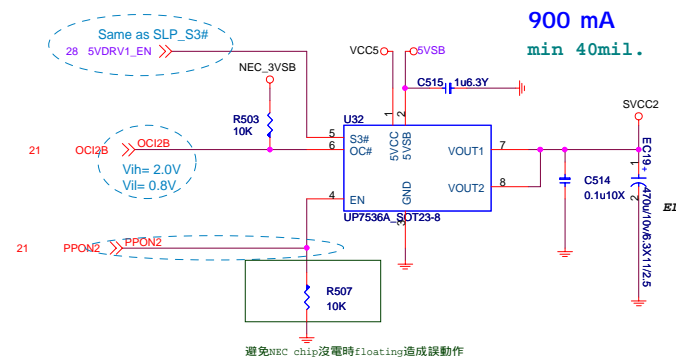 900 mA
min 40mil.
Same as SLP_S3#
28 5VDRV1_EN
VCC5
5VSB
NEC_3VSB
C515 1u6.3Y
SVCC2
R503
10K
U32
5 S3#
6 OC#
1 5VCC
2 5VSB
VOUT1 7
VOUT2 8
4 EN
GND 3
UP7536A_SOT23-8
21 OCI2B
OCI2B
Vih= 2.0V
Vil= 0.8V
C514
0.1u10X
EC19 +
1
2
470u/10v/6.3X11/2.5
21 PPON2
PPON2
R507
10K
避免NEC chip沒電時floating造成誤動作